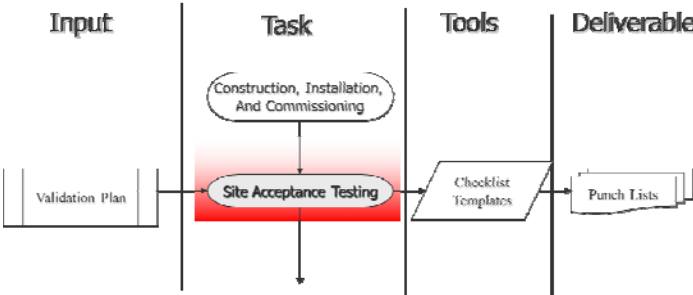 Input
Task
Tools
Deliverable
Construction, Installation,
And Commissioning
Validation Plan
Site Acceptance Testing
Checklist
Templates
Punch Lists